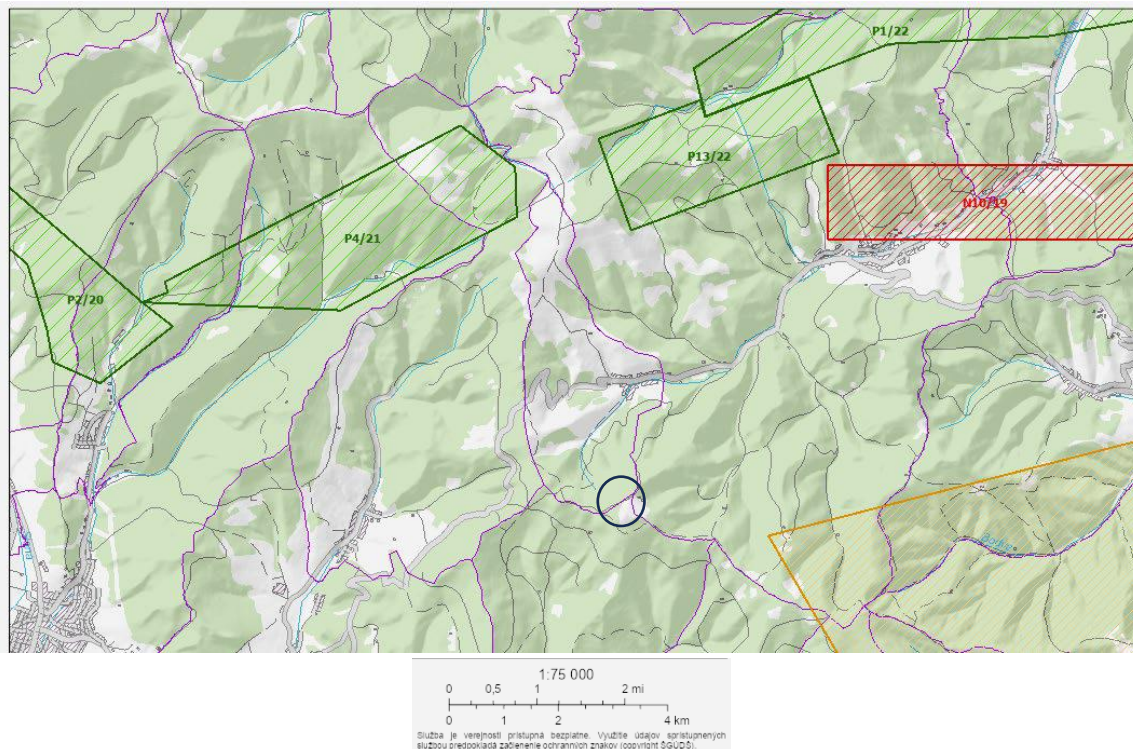 P1/22
P13/22
N10/19
P4/21
P2/20
1:75 000
0 0,5 1 2 mi
0 1 2 4 km
Služba je verejnosti prístupná bezplatne. Využitie údajov sprístupnených
službou predpokladá začlenenie ochranných znakov (copyright ŠGÚDŠ).